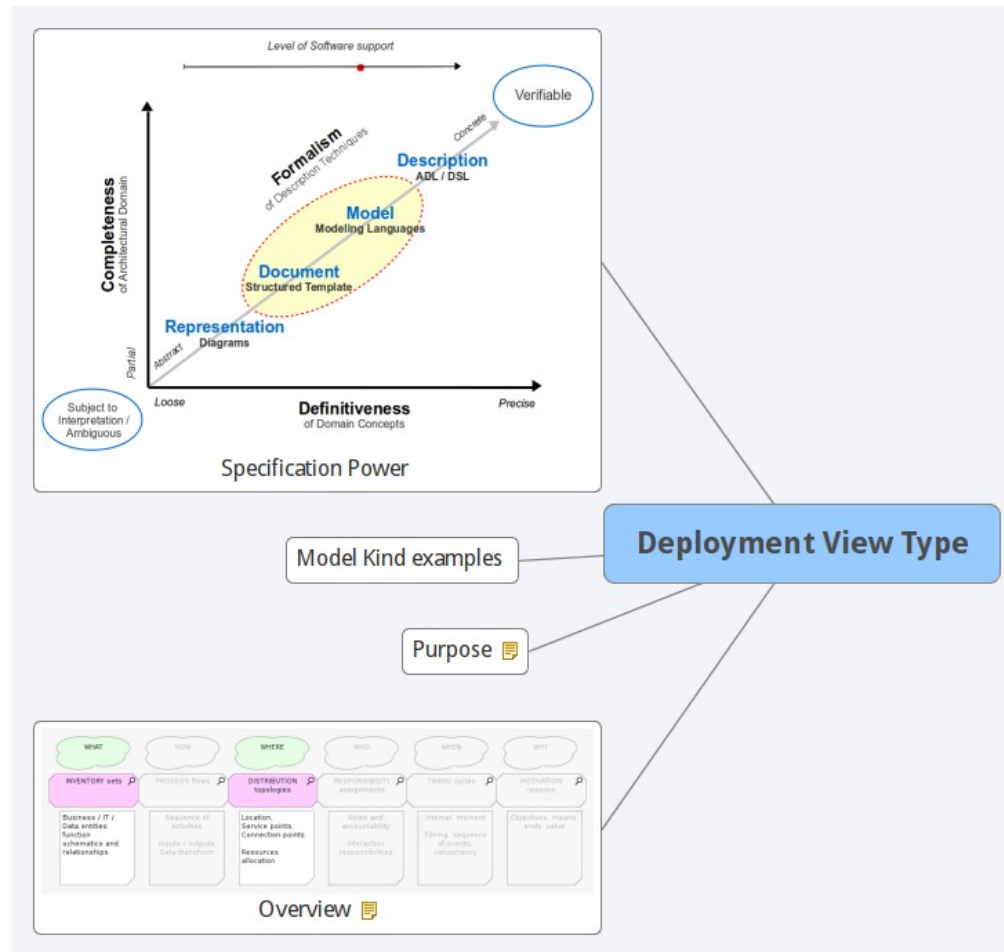 Level of Software support
Verifiable
Concrete
Formalism
of Description Techniques
Description
ADL / DSL
Completeness
of Architectural Domain
Model
Modeling Languages
Document
Structured Template
Representation
Diagrams
Abstract
Partial
Loose
Precise
Definitiveness
of Domain Concepts
Subject to
Interpretation /
Ambiguous
Specification Power
Deployment View Type
Model Kind examples
Purpose
WHAT
HOW
WHERE
WHO
WHEN
WHY
INVENTORY sets
PROCESS flows
DISTRIBUTION
topologies
RESPONSIBILITY
assignments
TIMING cycles
MOTIVATION
reasons
Business / IT /
Data entities
function
schematics and
relationships
Sequence of
activities
Inputs / outputs
Data transform
Location,
Service points,
Connection points
Resources
allocation
Roles and
accountability
Interaction
responsibilities
Interval, moment
Timing, sequence
of events,
concurrency
Objectives, means,
ends, value
Overview